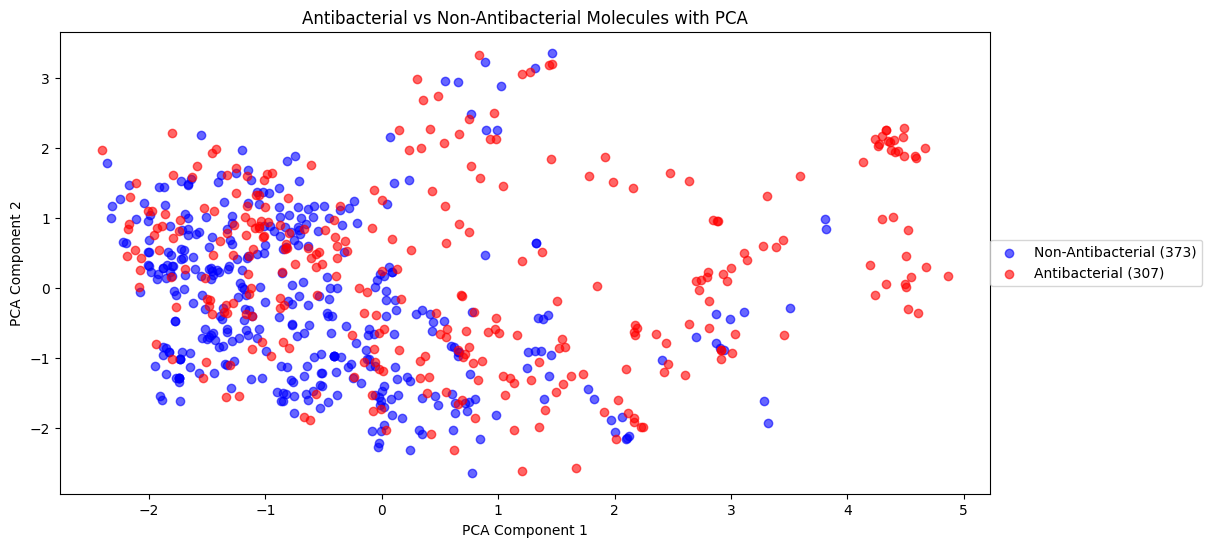 Antibacterial vs Non-Antibacterial Molecules with PCA
3
2
1
0
−1
−2
PCA Component 2
−2 −1 0 1 2 3 4 5
PCA Component 1
Non-Antibacterial (373)
Antibacterial (307)